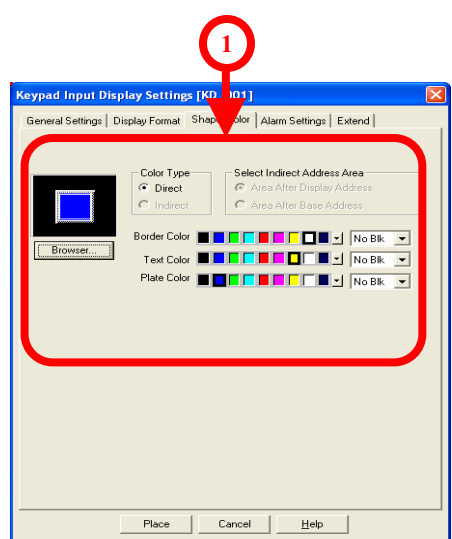 1
Keypad Input Display Settings [KD_001]
General Settings Display Format Shape/Color Alarm Settings Extend
Color Type Select Indirect Address Area
Direct Area After Display Address
Indirect Area After Base Address
Browser...
Border Color No Blk
Text Color No Blk
Plate Color No Blk
Place Cancel Help